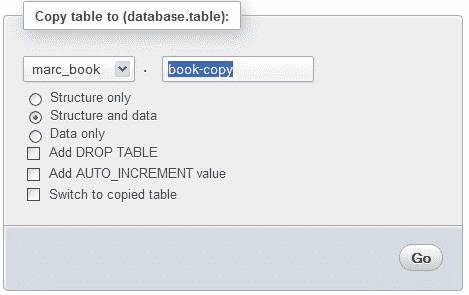 Copy table to (database.table):
marc_book . book-copy
Structure only
Structure and data
Data only
Add DROP TABLE
Add AUTO_INCREMENT value
Switch to copied table
Go